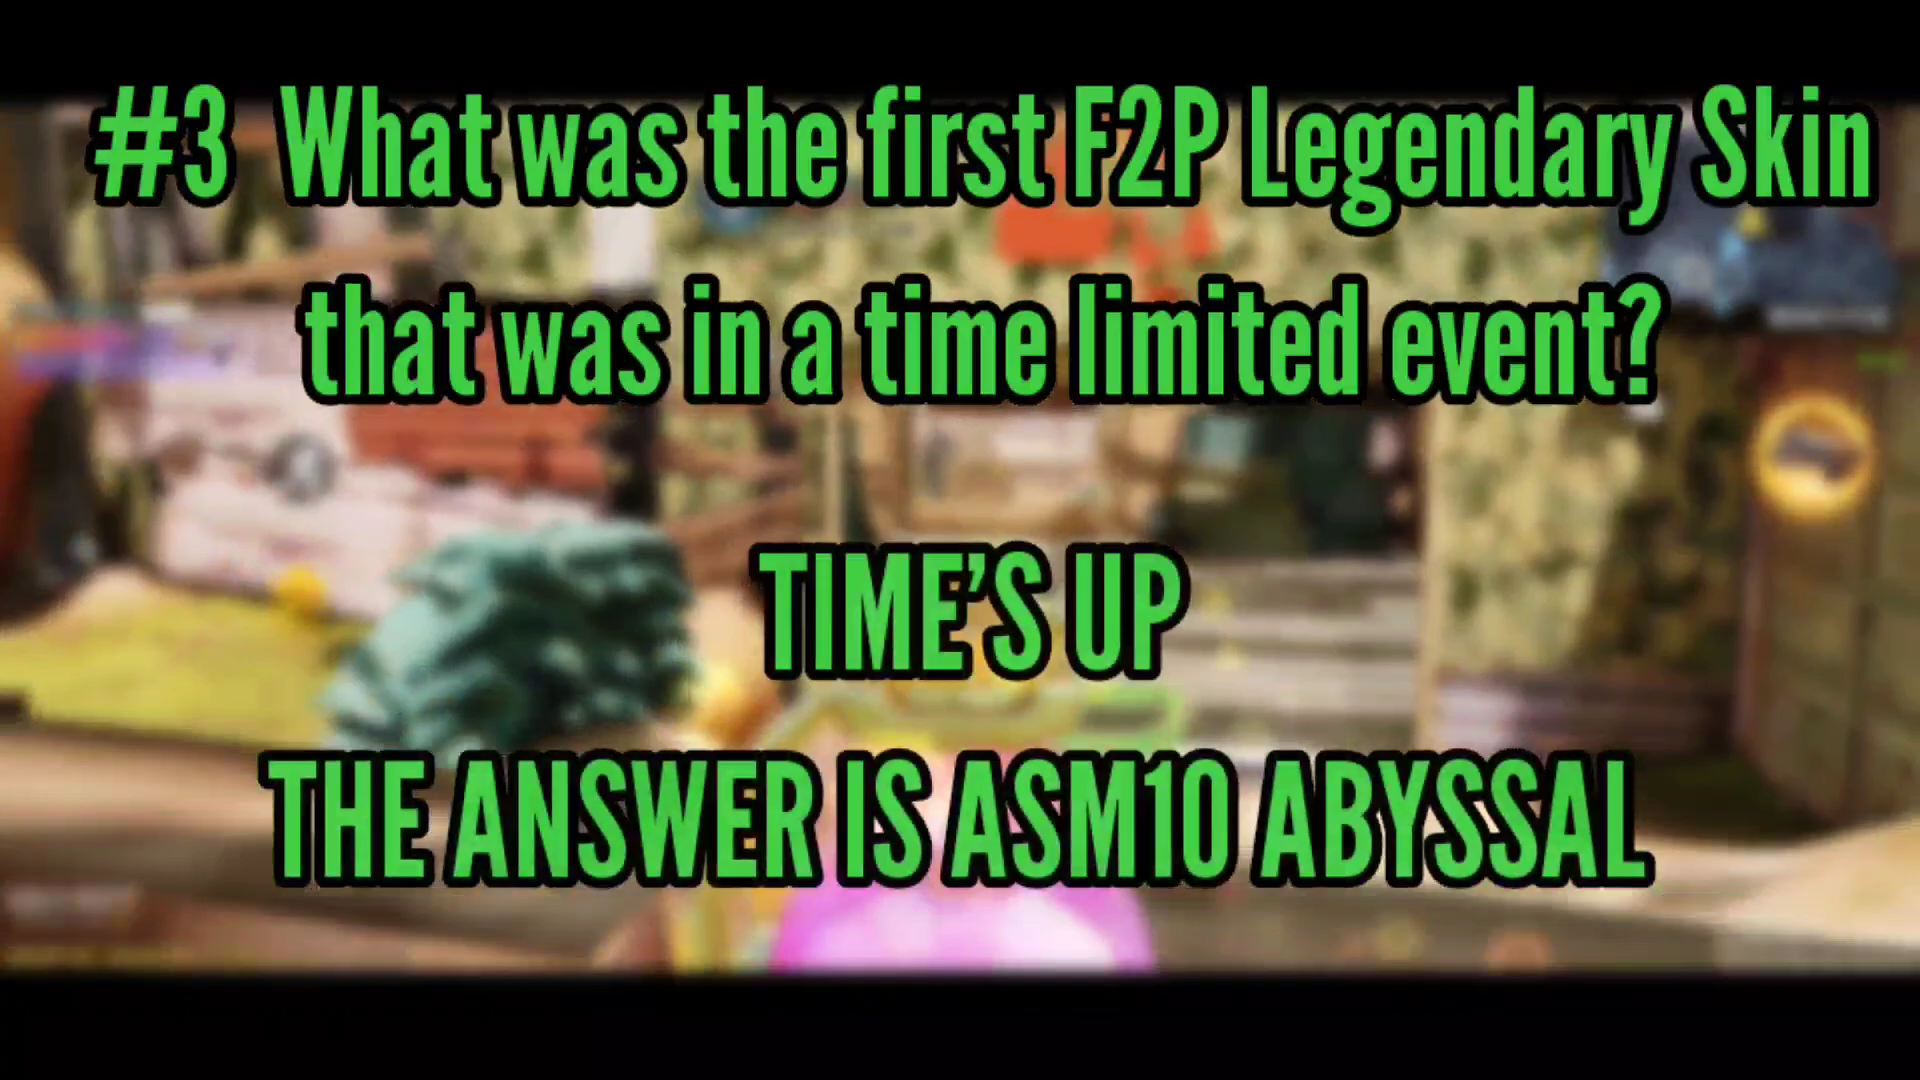 #3 What was the first F2P Legendary Skin
that was in a time limited event?
TIME'S UP
THE ANSWER IS ASM10 ABYSSAL